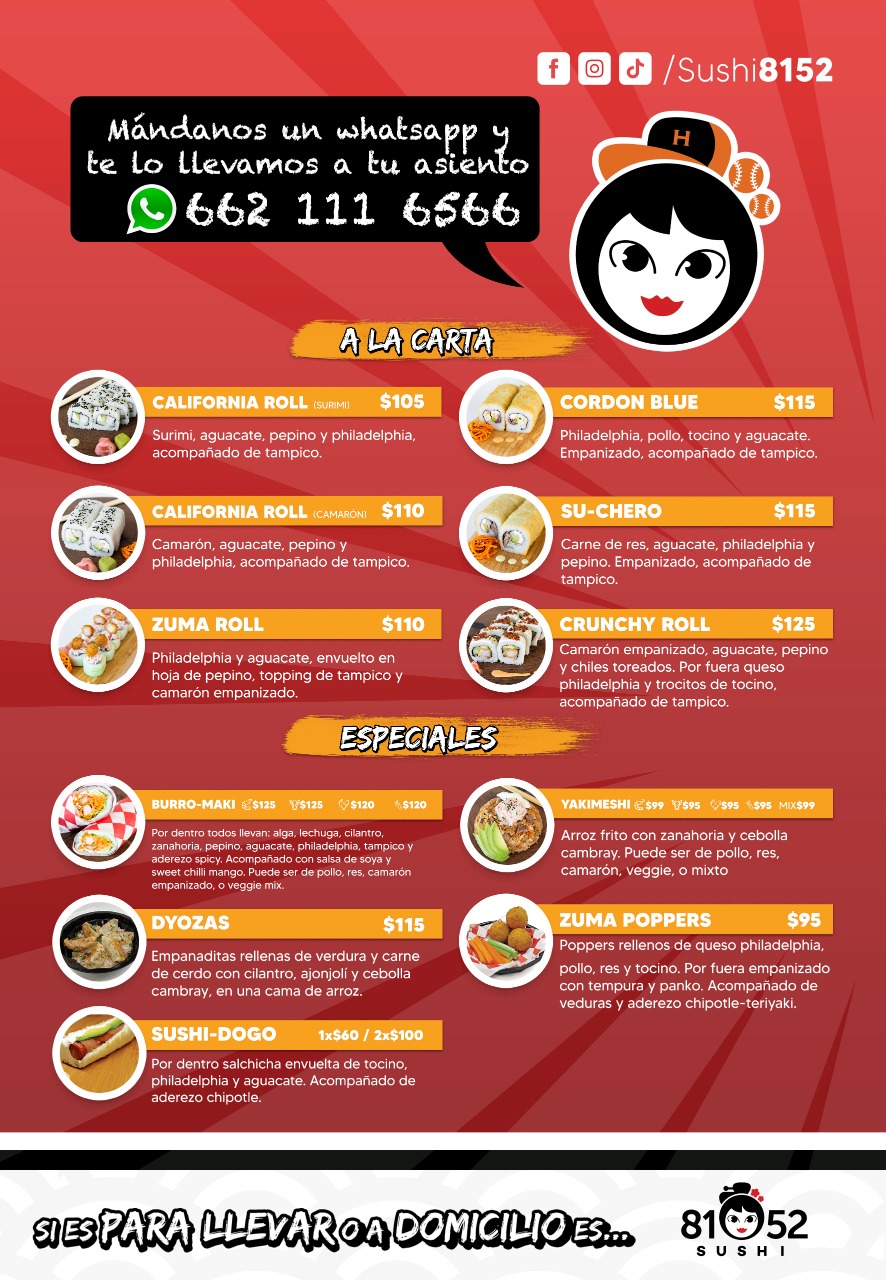 /Sushi8152
Mándanos un whatsapp y
te lo llevamos a tu asiento
662 111 6566
H
A LA CARTA
CALIFORNIA ROLL (SURIMI) $105
Surimi, aguacate, pepino y philadelphia,
acompañado de tampico.
CALIFORNIA ROLL (CAMARÓN) $110
Camarón, aguacate, pepino y
philadelphia, acompañado de tampico.
ZUMA ROLL $110
Philadelphia y aguacate, envuelto en
hoja de pepino, topping de tampico y
camarón empanizado.
CORDON BLUE $115
Philadelphia, pollo, tocino y aguacate.
Empanizado, acompañado de tampico.
SU-CHERO $115
Carne de res, aguacate, philadelphia y
pepino. Empanizado, acompañado de
tampico.
CRUNCHY ROLL $125
Camarón empanizado, aguacate, pepino
y chiles toreados. Por fuera queso
philadelphia y trocitos de tocino,
acompañado de tampico.
ESPECIALES
BURRO-MAKI $125 $125 $120 $120
Por dentro todos llevan: alga, lechuga, cilantro,
zanahoria, pepino, aguacate, philadelphia, tampico y
aderezo spicy. Acompañado con salsa de soya y
sweet chilli mango. Puede ser de pollo, res, camarón
empanizado, o veggie mix.
DYOZAS $115
Empanaditas rellenas de verdura y carne
de cerdo con cilantro, ajonjolí y cebolla
cambray, en una cama de arroz.
SUSHI-DOGO 1x$60 / 2x$100
Por dentro salchicha envuelta de tocino,
philadelphia y aguacate. Acompañado de
aderezo chipotle.
YAKIMESHI $99 $95 $95 $95 MIX$99
Arroz frito con zanahoria y cebolla
cambray. Puede ser de pollo, res,
camarón, veggie, o mixto
ZUMA POPPERS $95
Poppers rellenos de queso philadelphia,
pollo, res y tocino. Por fuera empanizado
con tempura y panko. Acompañado de
veduras y aderezo chipotle-teriyaki.
SI ES PARA LLEVAR O A DOMICILIO ES...
8152
SUSHI